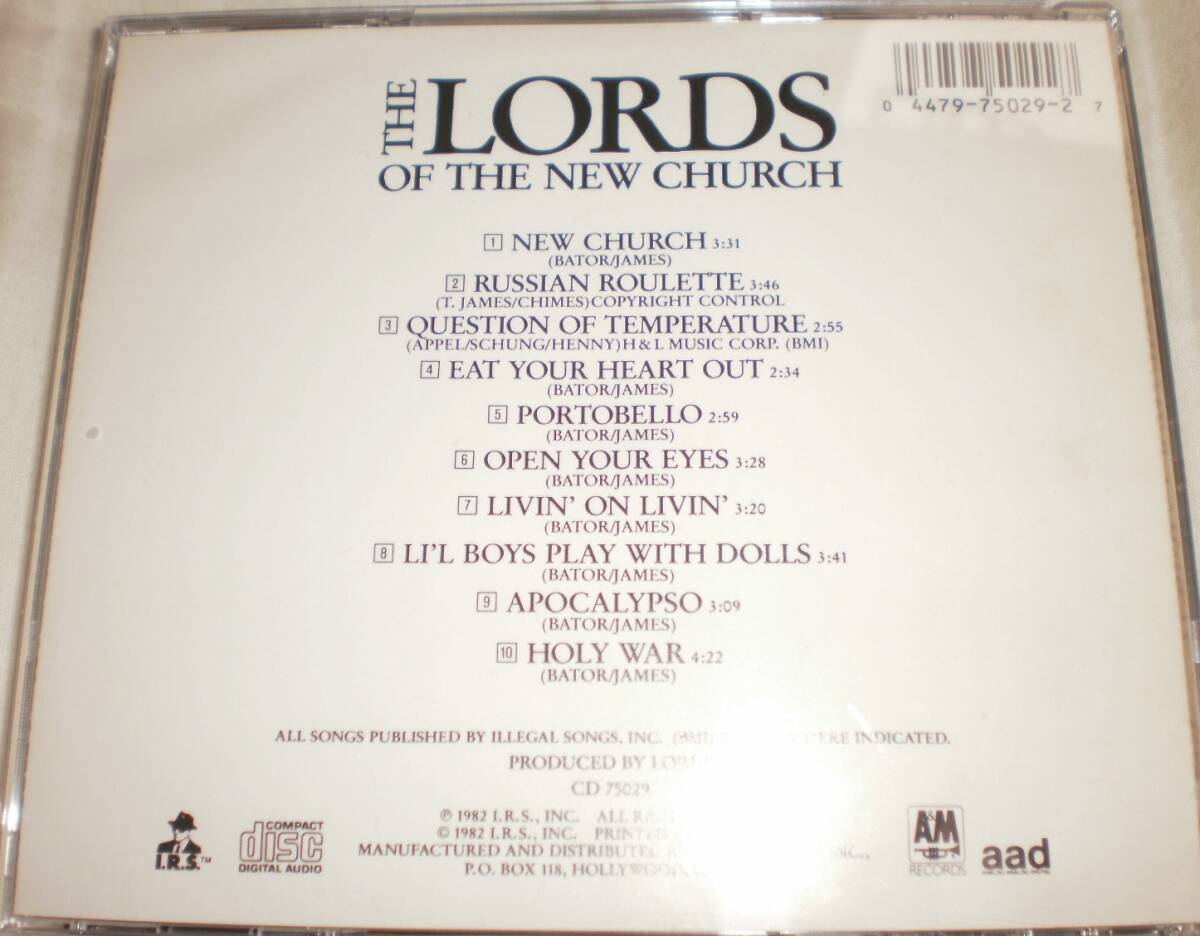 THE LORDS
OF THE NEW CHURCH
0 4479-75029-2 7
1 NEW CHURCH 3:31
(BATOR/JAMES)
2 RUSSIAN ROULETTE 3:46
(T. JAMES/CHIMES) COPYRIGHT CONTROL
3 QUESTION OF TEMPERATURE 2:55
(APPEL/SCHUNG/HENNY) H & L MUSIC CORP. (BMI)
4 EAT YOUR HEART OUT 2:34
(BATOR/JAMES)
5 PORTOBELLO 2:59
(BATOR/JAMES)
6 OPEN YOUR EYES 3:28
(BATOR/JAMES)
7 LIVIN' ON LIVIN' 3:20
(BATOR/JAMES)
8 LI'L BOYS PLAY WITH DOLLS 3:41
(BATOR/JAMES)
9 APOCALYPSO 3:09
(BATOR/JAMES)
10 HOLY WAR 4:22
(BATOR/JAMES)
ALL SONGS PUBLISHED BY ILLEGAL SONGS, INC. (BMI) INDICATED.
PRODUCED BY
CD 75029
℗ 1982 I.R.S., INC. ALL
© 1982 I.R.S., INC. PRINTED
MANUFACTURED AND DISTRIBUTED INC.,
P.O. BOX 118, HOLLYWOOD,
I.R.S.™
COMPACT
disc
DIGITAL AUDIO
A&M
RECORDS
aad